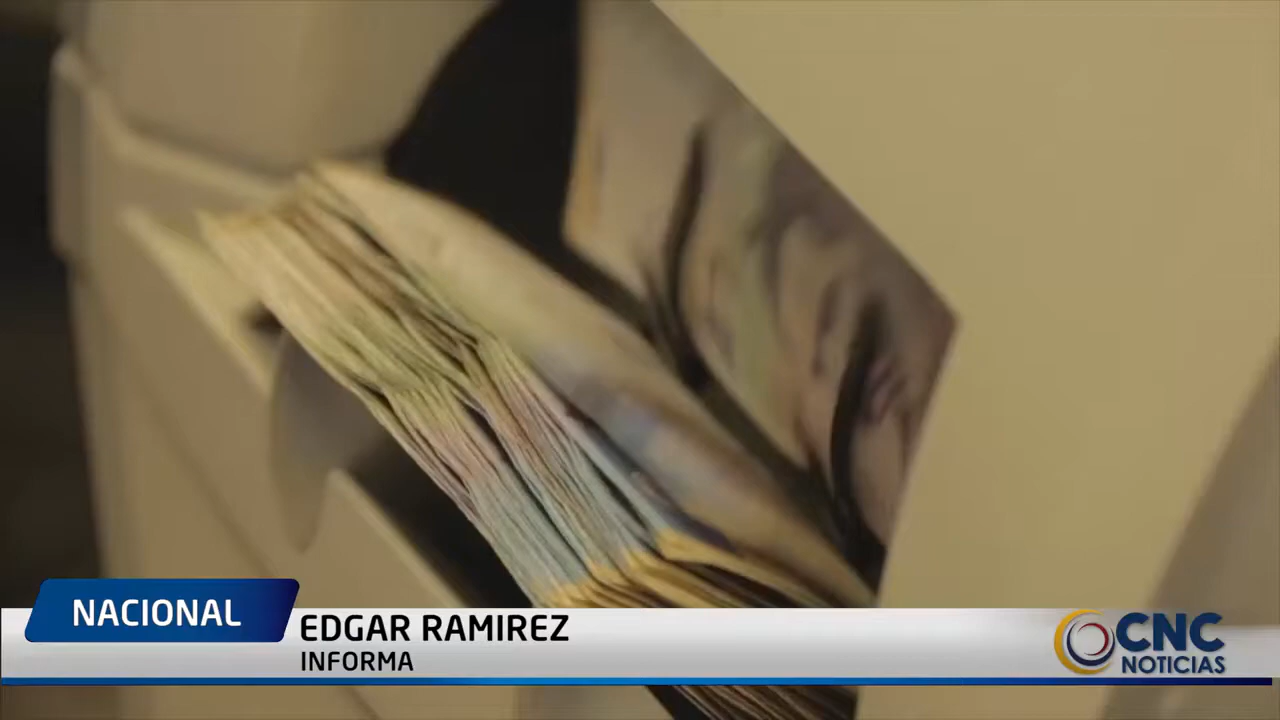 NACIONAL
EDGAR RAMIREZ
INFORMA
CNC
NOTICIAS